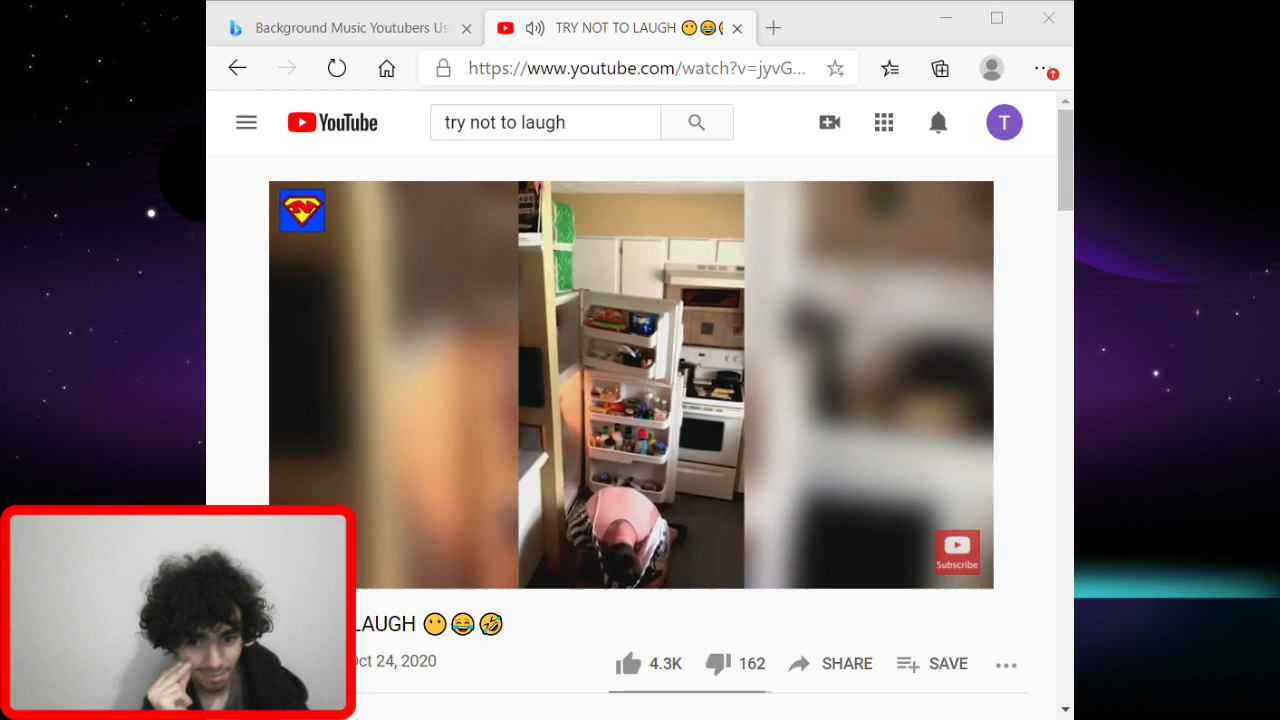 Background Music Youtubers Us
TRY NOT TO LAUGH 😶😂
https://www.youtube.com/watch?v=jyvG...
YouTube
try not to laugh
T
N
Subscribe
LAUGH 😶😂🤣
Oct 24, 2020
4.3K
162
SHARE
SAVE